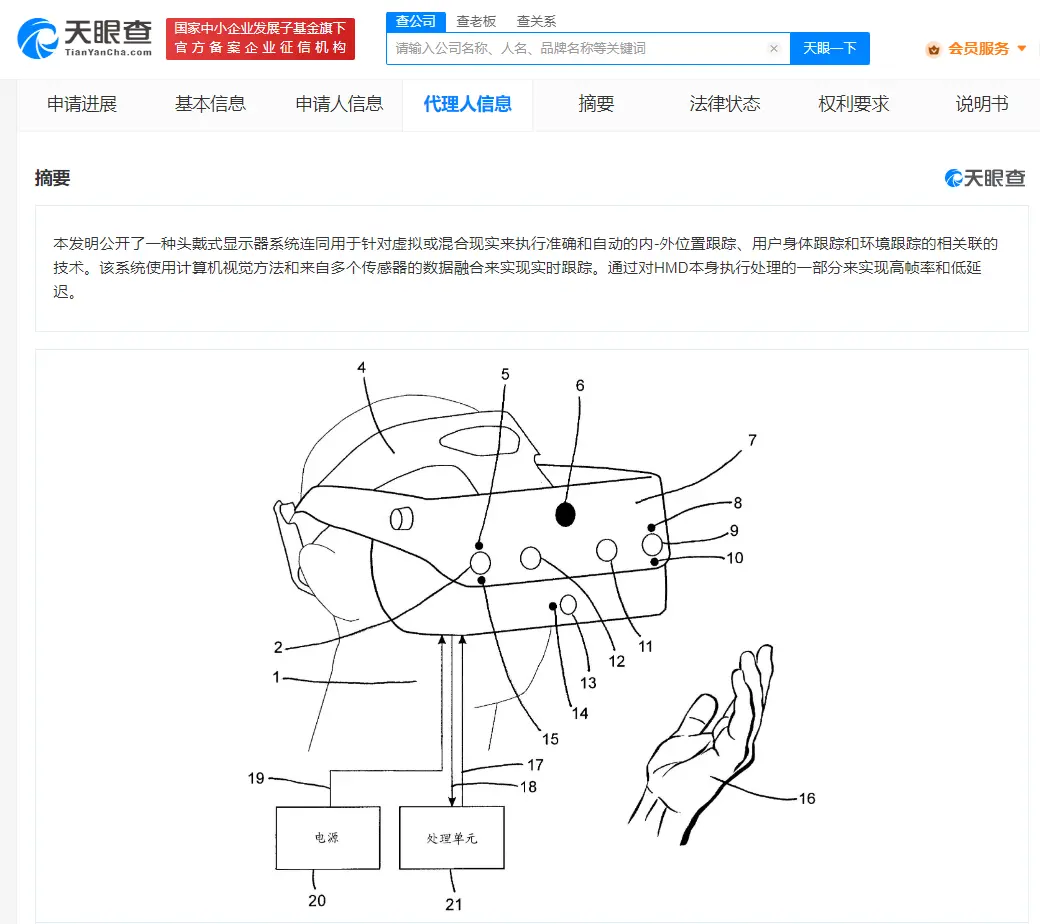 天眼查
TianYanCha.com
国家中小企业发展子基金旗下
官方备案企业征信机构
查公司 查老板 查关系
请输入公司名称、人名、品牌名称等关键词 × 天眼一下
会员服务
申请进展 基本信息 申请人信息 代理人信息 摘要 法律状态 权利要求 说明书
摘要
天眼查
本发明公开了一种头戴式显示器系统连同用于针对虚拟或混合现实来执行准确和自动的内-外位置跟踪、用户身体跟踪和环境跟踪的相关联的
技术。该系统使用计算机视觉方法和来自多个传感器的数据融合来实现实时跟踪。通过对HMD本身执行处理的一部分来实现高帧率和低延
迟。
4
5
6
7
8
9
10
2
11
12
1
13
14
15
17
19
18
16
电源
处理单元
20
21